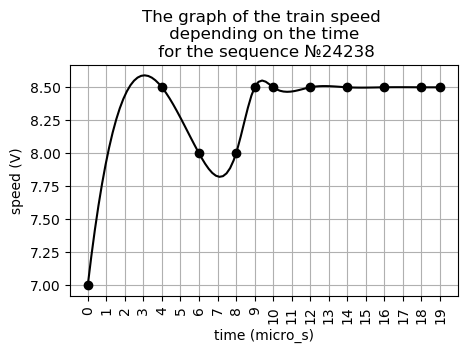 The graph of the train speed
depending on the time
for the sequence №24238
speed (V)
8.50
8.25
8.00
7.75
7.50
7.25
7.00
0 1 2 3 4 5 6 7 8 9 10 11 12 13 14 15 16 17 18 19
time (micro_s)